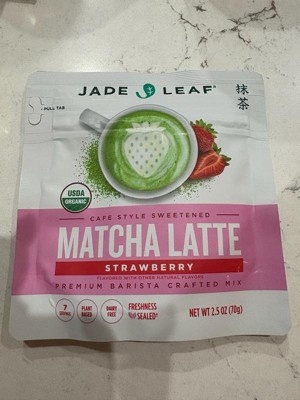 JADE LEAF®
抹茶
PULL TAB
USDA
ORGANIC
CAFE STYLE SWEETENED
MATCHA LATTE
STRAWBERRY
FLAVORED WITH OTHER NATURAL FLAVORS
PREMIUM BARISTA CRAFTED MIX
7
PLANT
BASED
DAIRY
FREE
FRESHNESS
SEALED
NET WT 2.5 OZ (70g)